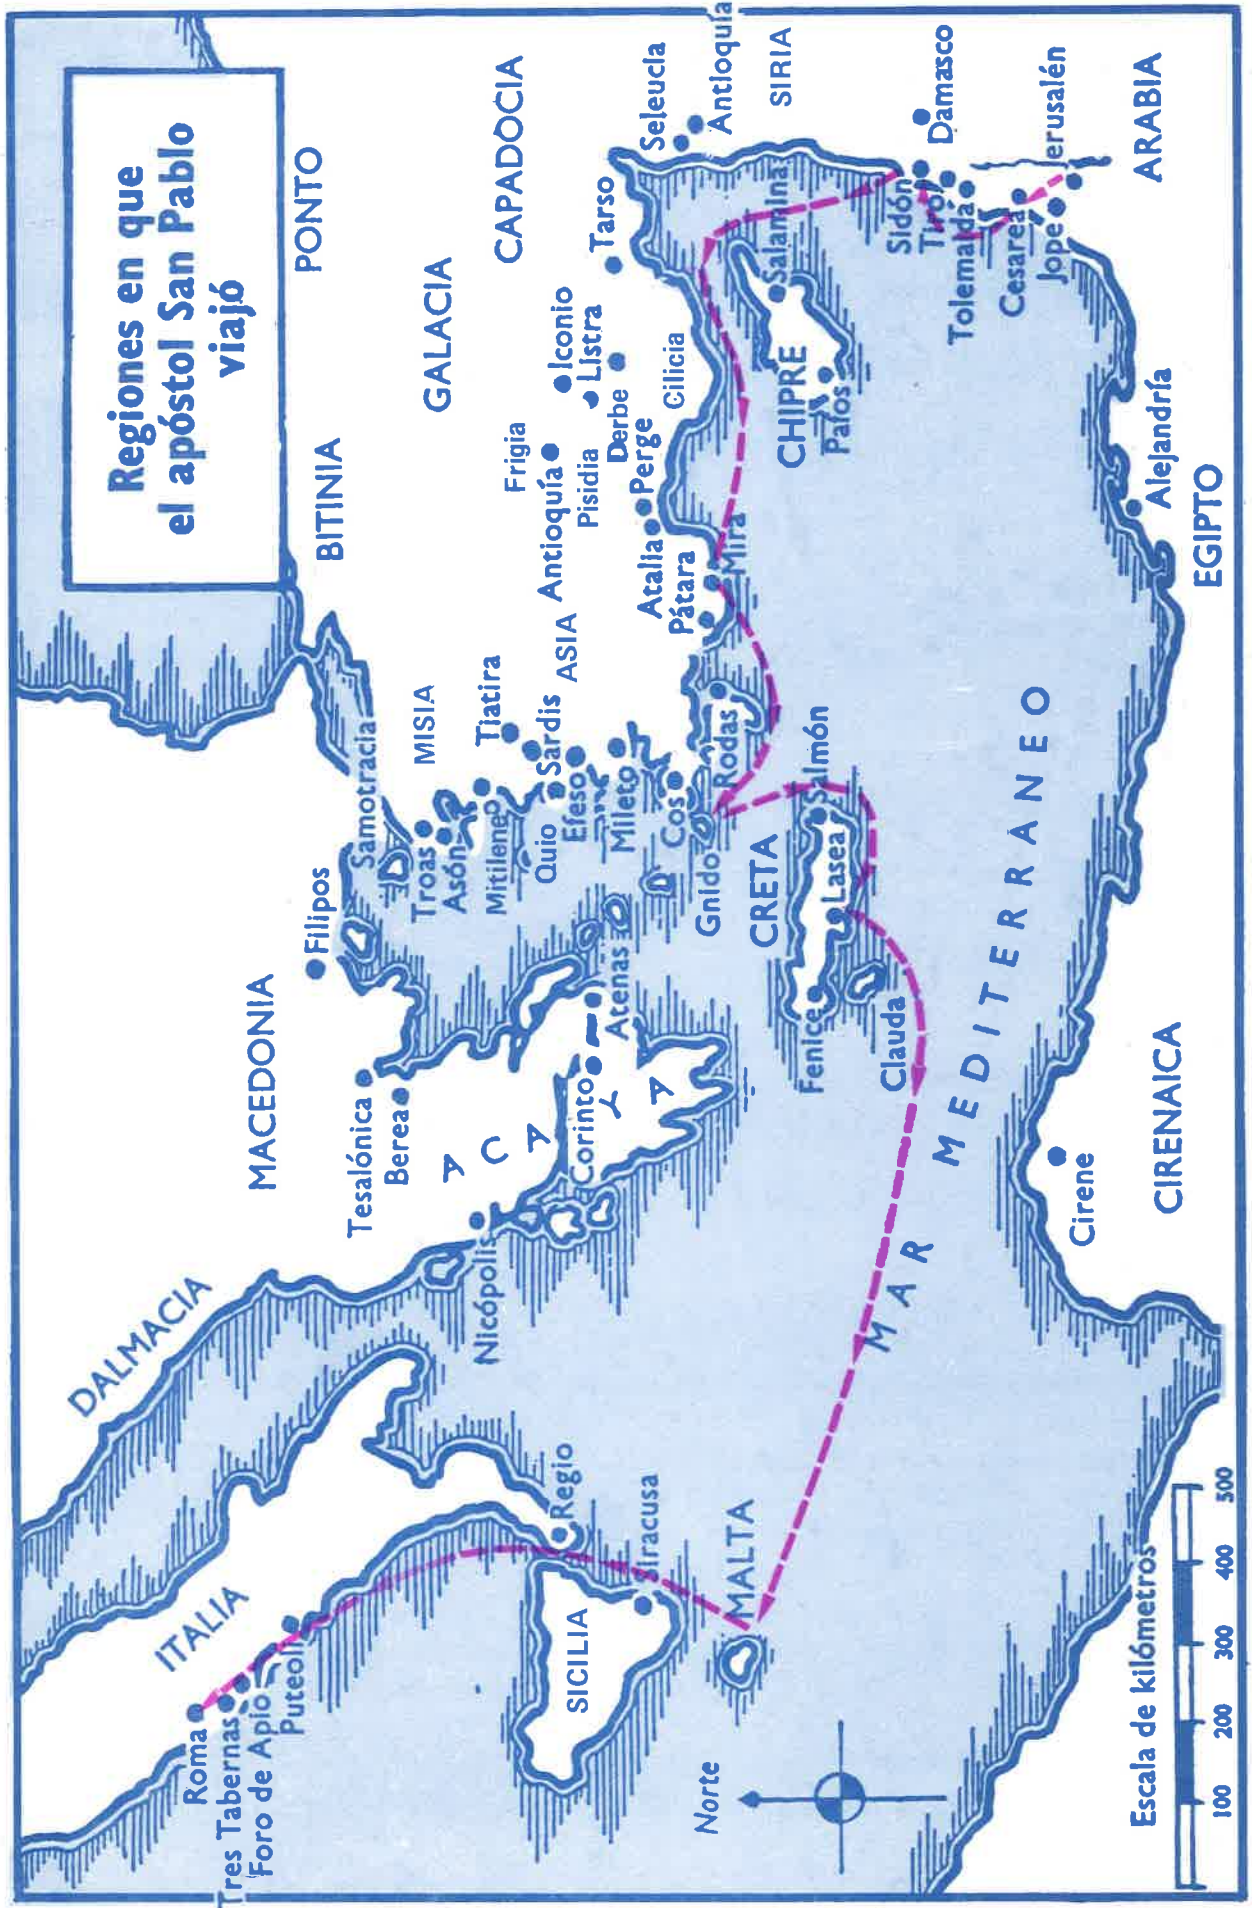 Regiones en que
el apóstol San Pablo
viajó
DALMACIA
MACEDONIA
Filipos
BITINIA
PONTO
Tesalónica
Berea
Samotracia
MISIA
GALACIA
CAPADOCIA
Troas
Asón
Mitilene
Tiatira
Frigia
Antioquía
Pisidia
Iconio
Listra
Derbe
Tarso
Seleucla
Antloquía
SIRIA
Quio
Sardis
ASIA
Efeso
Mileto
Cos
Atalia
Perge
Cilicia
Pátara
Mira
Rodas
Gnido
ACAYA
Nicópolis
Corinto
Atenas
ITALIA
Roma
Tres Tabernas
Foro de Apio
Puteoli
Regio
SICILIA
Siracusa
MALTA
CRETA
Salmón
Lasea
Fenice
Clauda
CHIPRE
Salamina
Pafos
Sidón
Tiro
Damasco
Tolemaida
Cesarea
Jope
Jerusalén
ARABIA
MAR MEDITERRANEO
Cirene
CIRENAICA
Alejandría
EGIPTO
Norte
Escala de kilómetros
100 200 300 400 500